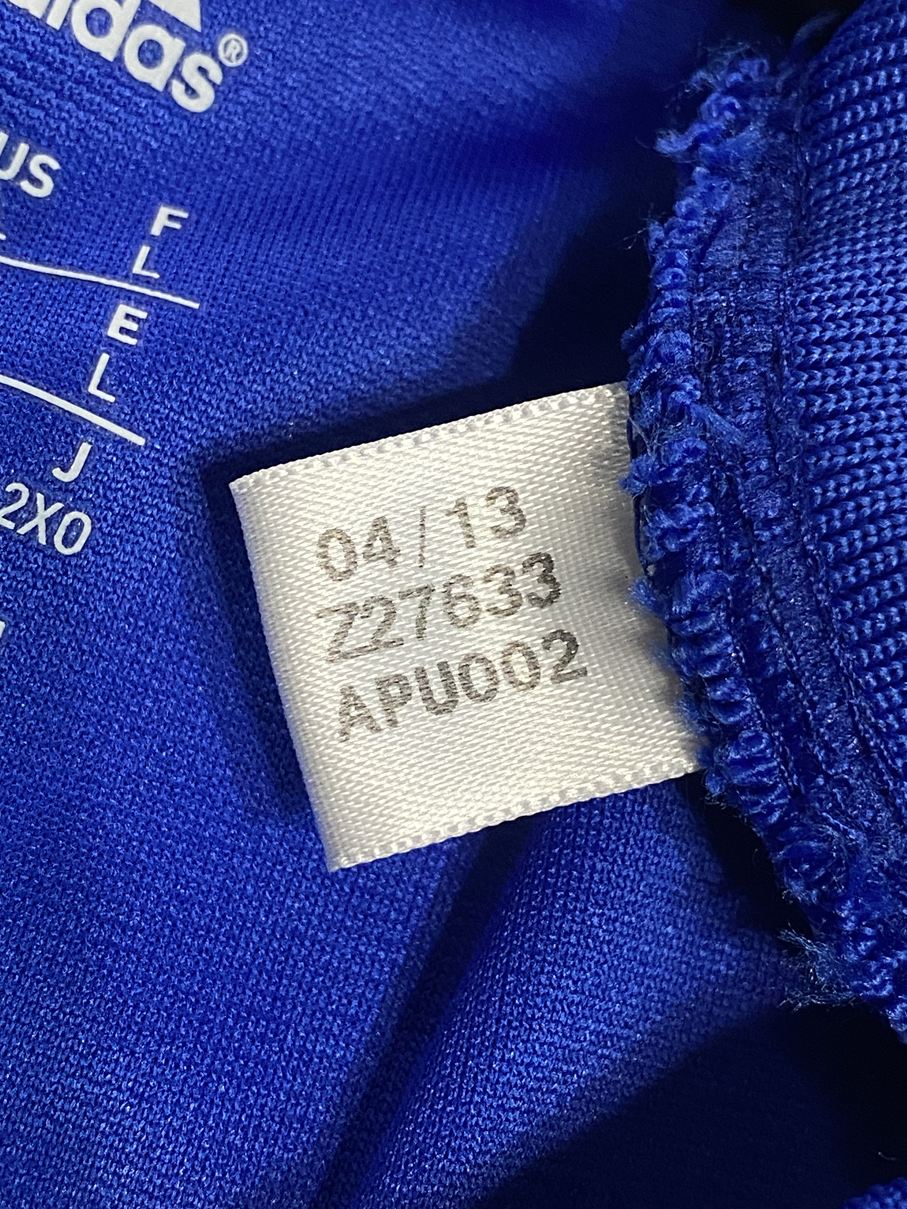 adidas®
US
F
L
E
L
J
2XO
04/13
Z27633
APU002